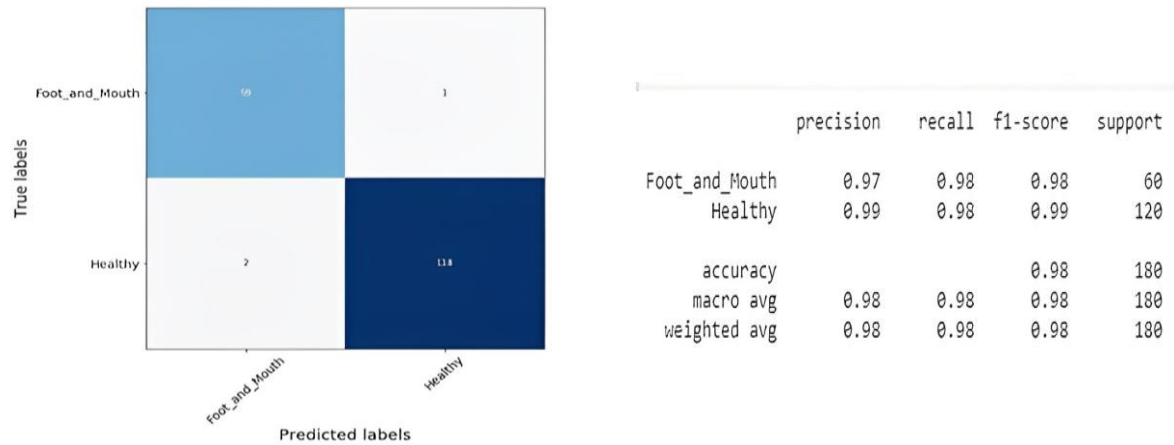 True labels
Foot_and_Mouth
59 1
Healthy
2 118
Foot_and_Mouth Healthy
Predicted labels
precision recall f1-score support
Foot_and_Mouth 0.97 0.98 0.98 60
Healthy 0.99 0.98 0.99 120
accuracy 0.98 180
macro avg 0.98 0.98 0.98 180
weighted avg 0.98 0.98 0.98 180